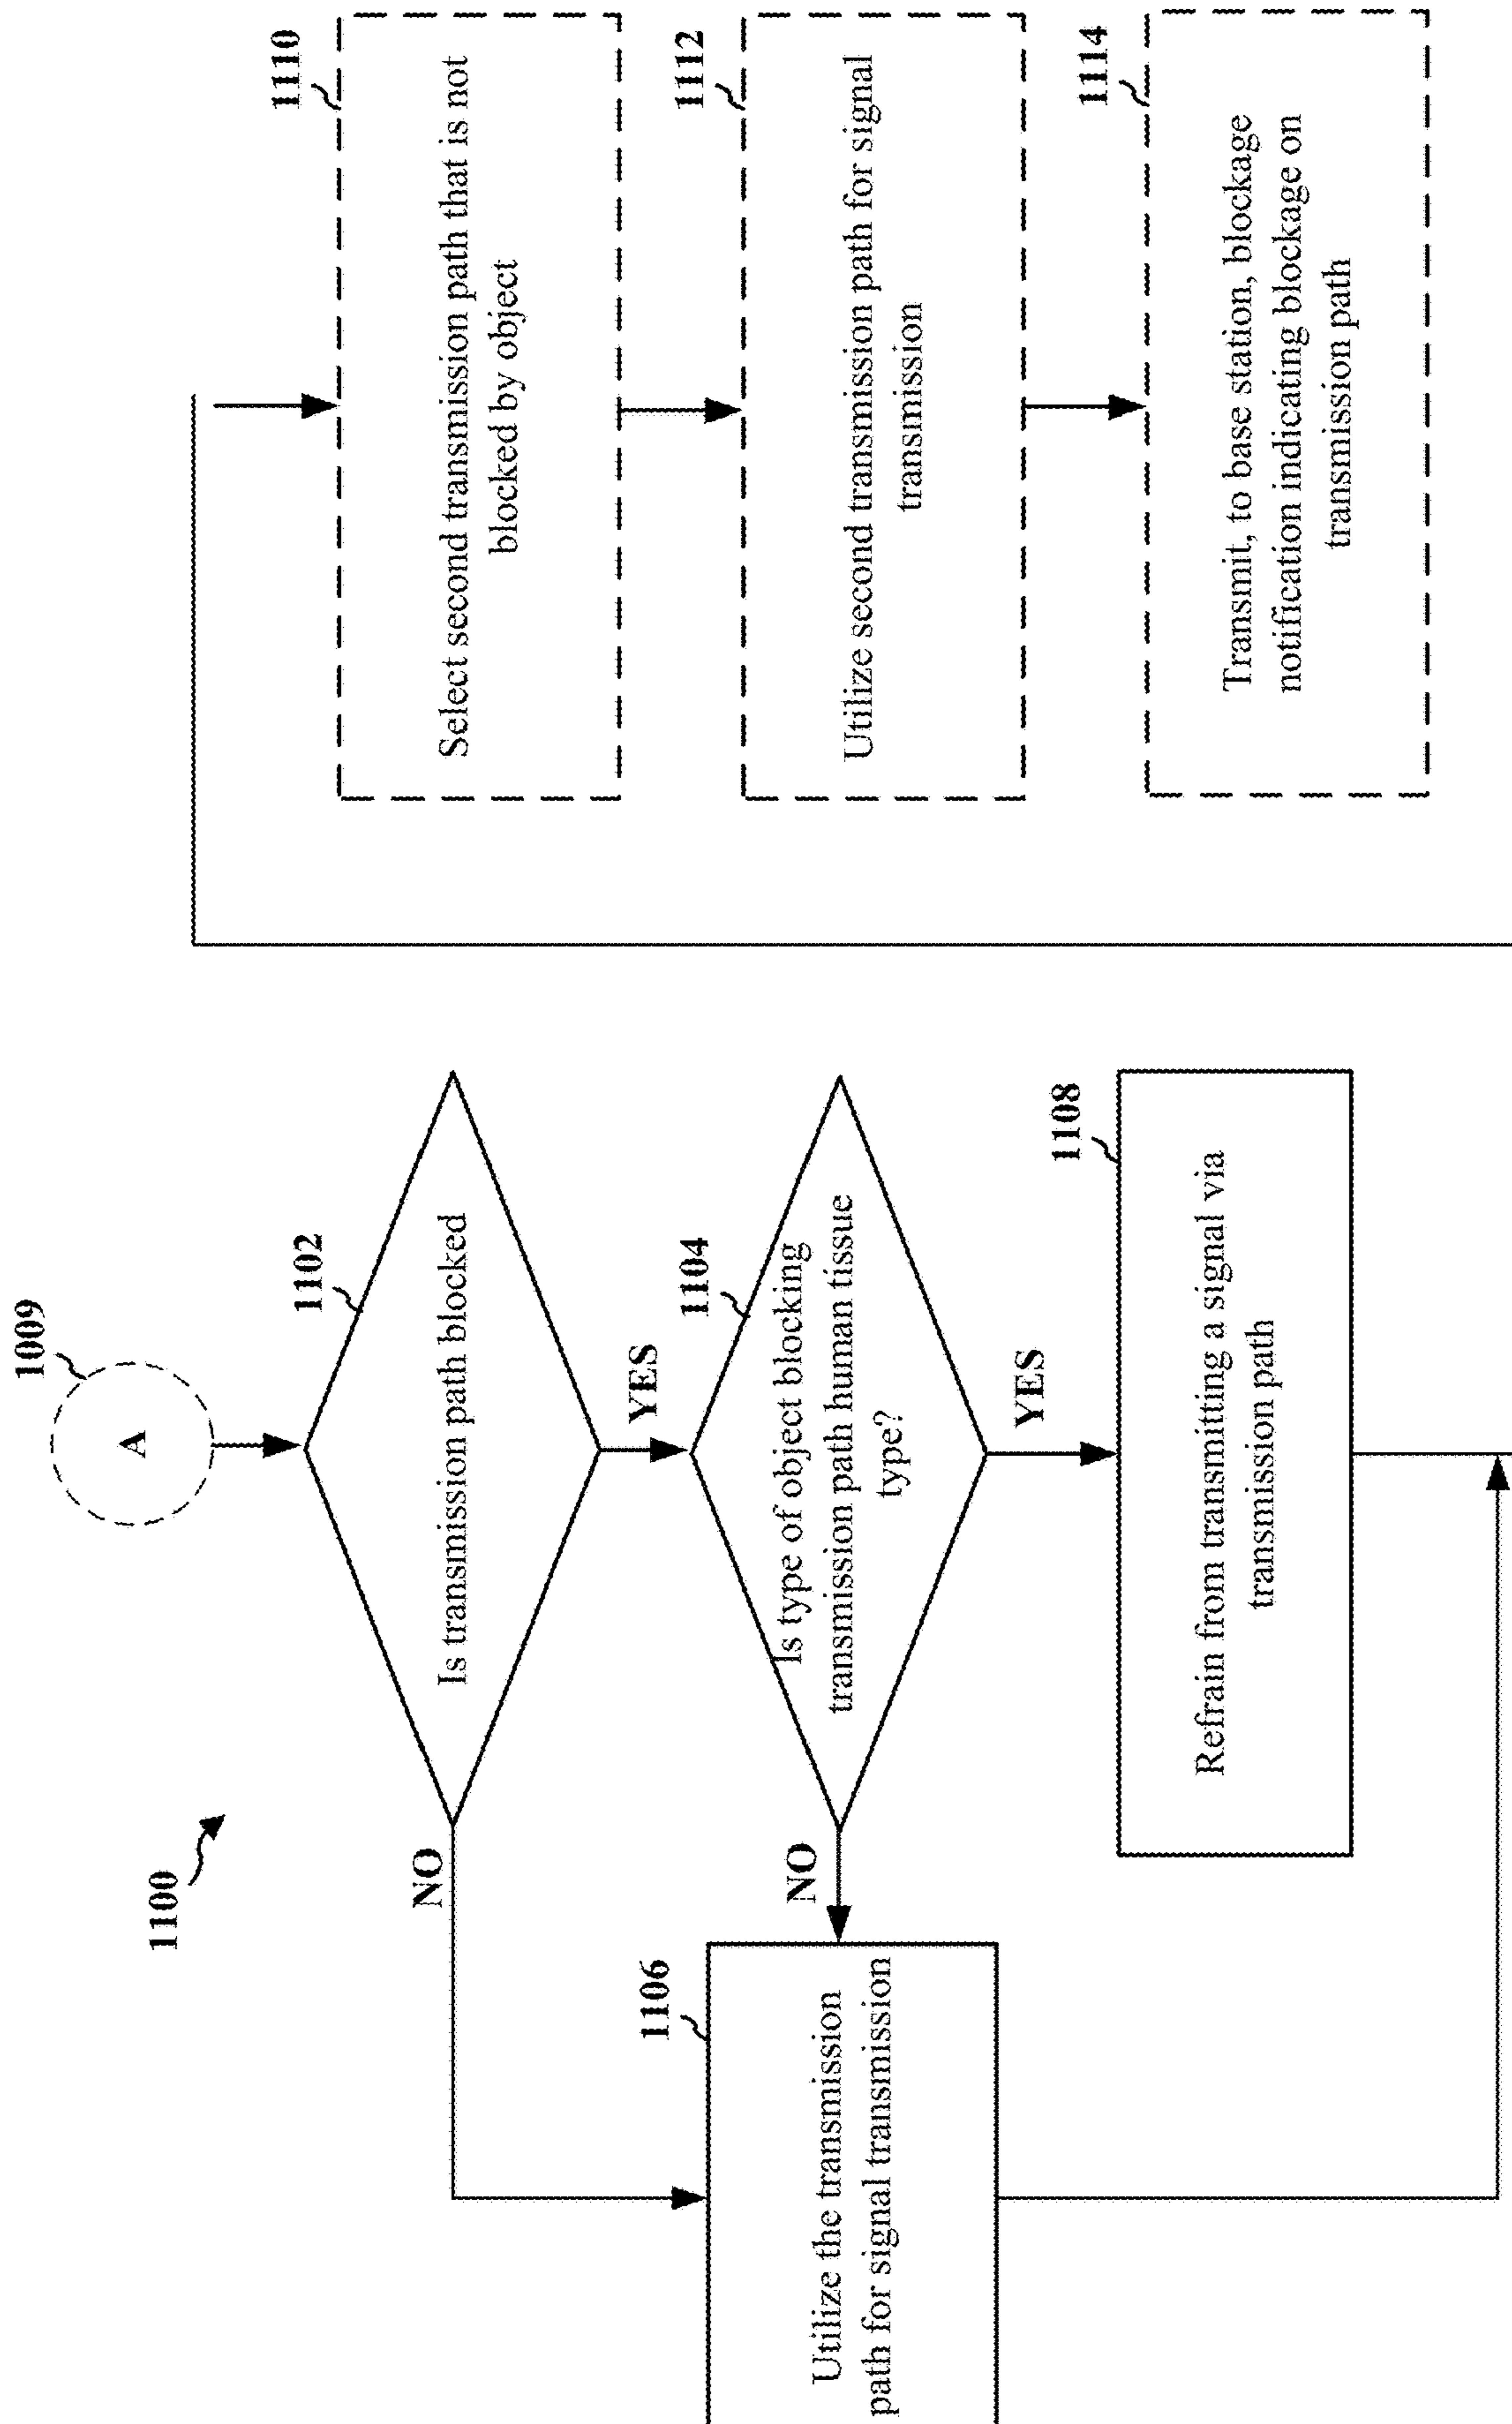 1100
1009
A
1102
Is transmission path blocked
NO
YES
1104
Is type of object blocking
transmission path human tissue
type?
NO
YES
1106
Utilize the transmission
path for signal transmission
1108
Refrain from transmitting a signal via
transmission path
1110
Select second transmission path that is not
blocked by object
1112
Utilize second transmission path for signal
transmission
1114
Transmit, to base station, blockage
notification indicating blockage on
transmission path